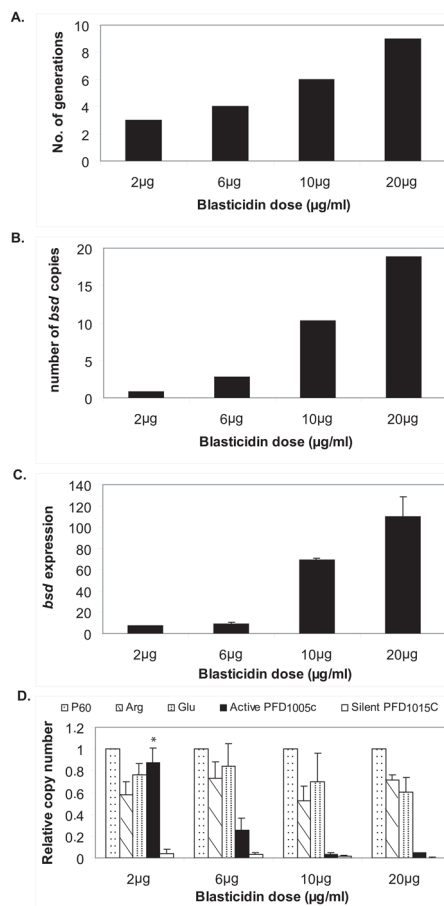 A.
10
8
6
4
2
0
No. of generations
2µg 6µg 10µg 20µg
Blasticidin dose (µg/ml)
B.
20
15
10
5
0
number of bsd copies
2µg 6µg 10µg 20µg
Blasticidin dose (µg/ml)
C.
140
120
100
80
60
40
20
0
bsd expression
2µg 6µg 10µg 20µg
Blasticidin dose (µg/ml)
D.
P60 Arg Glu Active PFD1005c Silent PFD1015C
1.2
1
0.8
0.6
0.4
0.2
0
Relative copy number
*
2µg 6µg 10µg 20µg
Blasticidin dose (µg/ml)